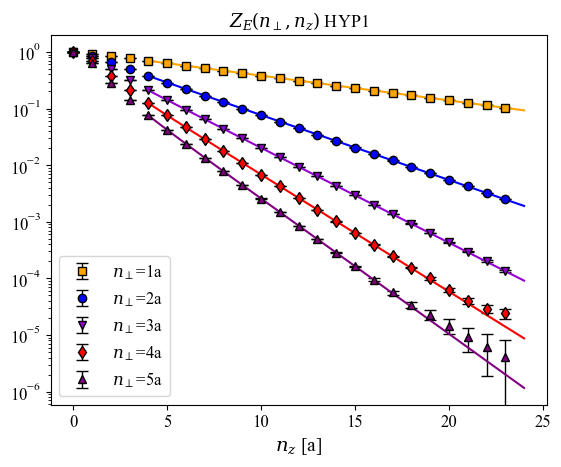 Z_E(n_⊥, n_z) HYP1
10^0
10^{-1}
10^{-2}
10^{-3}
10^{-4}
10^{-5}
10^{-6}
n_⊥=1a
n_⊥=2a
n_⊥=3a
n_⊥=4a
n_⊥=5a
0 5 10 15 20 25
n_z [a]